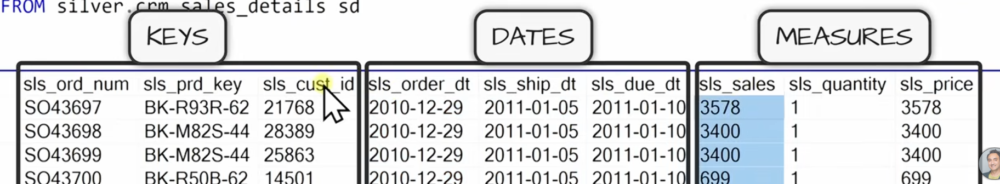 FROM silver.crm_sales_details sd
KEYS DATES MEASURES
sls_ord_num sls_prd_key sls_cust_id sls_order_dt sls_ship_dt sls_due_dt sls_sales sls_quantity sls_price
SO43697 BK-R93R-62 21768 2010-12-29 2011-01-05 2011-01-10 3578 1 3578
SO43698 BK-M82S-44 28389 2010-12-29 2011-01-05 2011-01-10 3400 1 3400
SO43699 BK-M82S-44 25863 2010-12-29 2011-01-05 2011-01-10 3400 1 3400
SO43700 BK-R50B-62 14501 2010-12-29 2011-01-05 2011-01-10 699 1 699